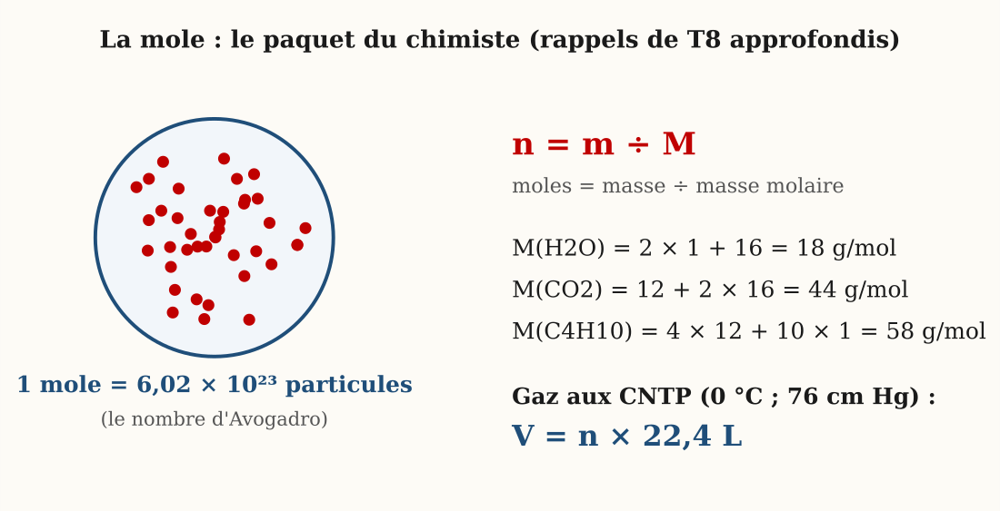 La mole : le paquet du chimiste (rappels de T8 approfondis)
1 mole = 6,02 × 10²³ particules
(le nombre d'Avogadro)
n = m ÷ M
moles = masse ÷ masse molaire
M(H2O) = 2 × 1 + 16 = 18 g/mol
M(CO2) = 12 + 2 × 16 = 44 g/mol
M(C4H10) = 4 × 12 + 10 × 1 = 58 g/mol
Gaz aux CNTP (0 °C ; 76 cm Hg) :
V = n × 22,4 L